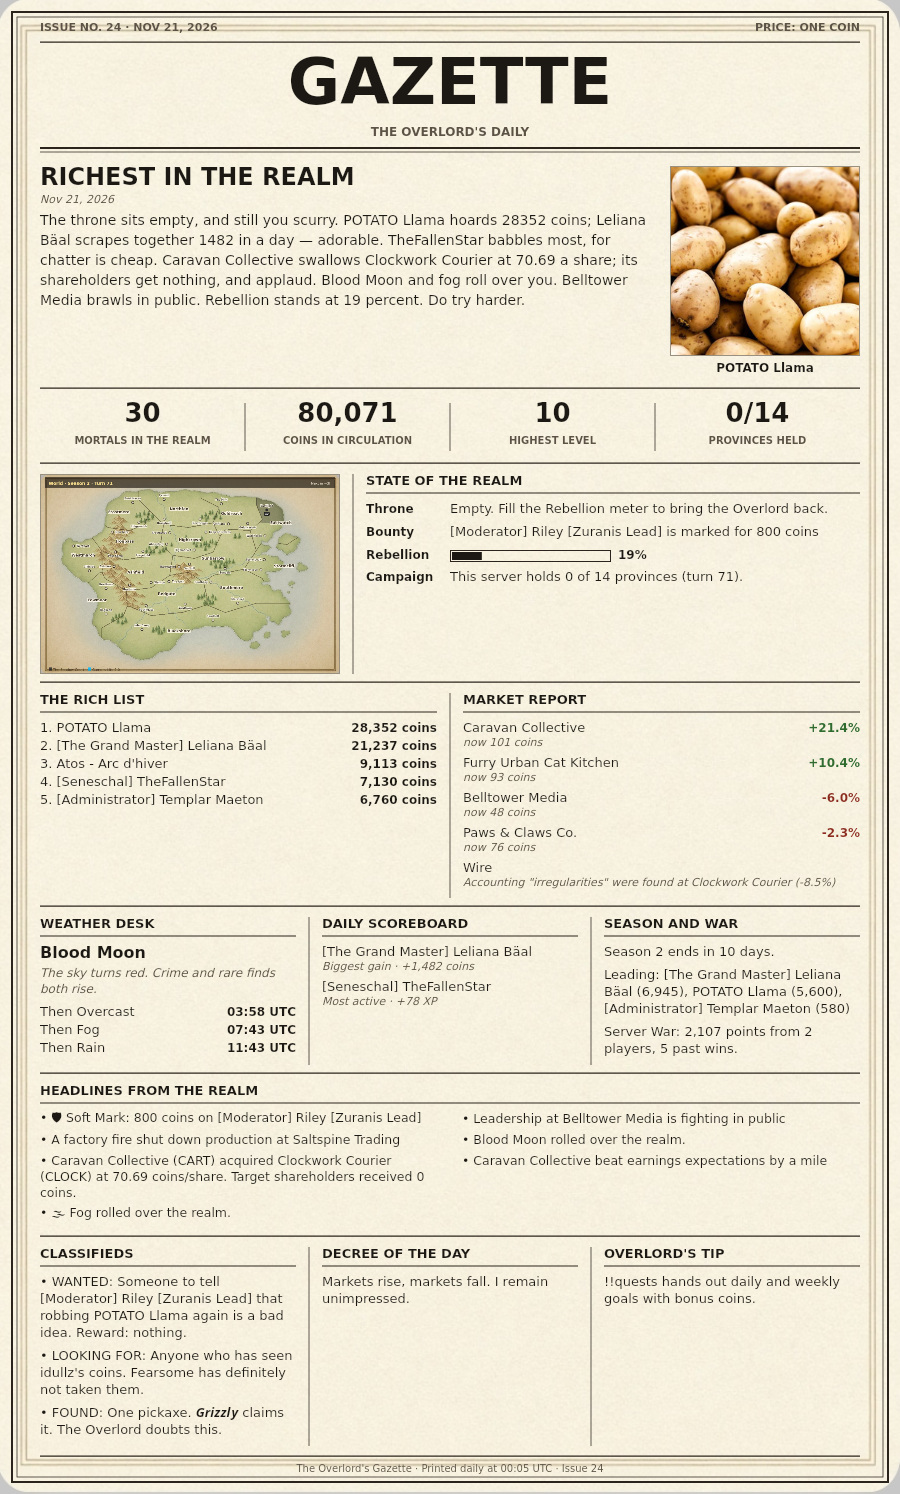 ISSUE NO. 24 · NOV 21, 2026
PRICE: ONE COIN
GAZETTE
THE OVERLORD'S DAILY
RICHEST IN THE REALM
Nov 21, 2026
The throne sits empty, and still you scurry. POTATO Llama hoards 28352 coins; Leliana
Bäal scrapes together 1482 in a day — adorable. TheFallenStar babbles most, for
chatter is cheap. Caravan Collective swallows Clockwork Courier at 70.69 a share; its
shareholders get nothing, and applaud. Blood Moon and fog roll over you. Belltower
Media brawls in public. Rebellion stands at 19 percent. Do try harder.
POTATO Llama
30
MORTALS IN THE REALM
80,071
COINS IN CIRCULATION
10
HIGHEST LEVEL
0/14
PROVINCES HELD
World · Season 2 · Turn 71
STATE OF THE REALM
Throne Empty. Fill the Rebellion meter to bring the Overlord back.
Bounty [Moderator] Riley [Zuranis Lead] is marked for 800 coins
Rebellion 19%
Campaign This server holds 0 of 14 provinces (turn 71).
THE RICH LIST
1. POTATO Llama 28,352 coins
2. [The Grand Master] Leliana Bäal 21,237 coins
3. Atos - Arc d'hiver 9,113 coins
4. [Seneschal] TheFallenStar 7,130 coins
5. [Administrator] Templar Maeton 6,760 coins
MARKET REPORT
Caravan Collective +21.4%
now 101 coins
Furry Urban Cat Kitchen +10.4%
now 93 coins
Belltower Media -6.0%
now 48 coins
Paws & Claws Co. -2.3%
now 76 coins
Wire
Accounting "irregularities" were found at Clockwork Courier (-8.5%)
WEATHER DESK
Blood Moon
The sky turns red. Crime and rare finds
both rise.
Then Overcast 03:58 UTC
Then Fog 07:43 UTC
Then Rain 11:43 UTC
DAILY SCOREBOARD
[The Grand Master] Leliana Bäal
Biggest gain · +1,482 coins
[Seneschal] TheFallenStar
Most active · +78 XP
SEASON AND WAR
Season 2 ends in 10 days.
Leading: [The Grand Master] Leliana
Bäal (6,945), POTATO Llama (5,600),
[Administrator] Templar Maeton (580)
Server War: 2,107 points from 2
players, 5 past wins.
HEADLINES FROM THE REALM
• 🛡 Soft Mark: 800 coins on [Moderator] Riley [Zuranis Lead]
• A factory fire shut down production at Saltspine Trading
• Caravan Collective (CART) acquired Clockwork Courier
(CLOCK) at 70.69 coins/share. Target shareholders received 0
coins.
• 🌫 Fog rolled over the realm.
• Leadership at Belltower Media is fighting in public
• Blood Moon rolled over the realm.
• Caravan Collective beat earnings expectations by a mile
CLASSIFIEDS
• WANTED: Someone to tell
[Moderator] Riley [Zuranis Lead] that
robbing POTATO Llama again is a bad
idea. Reward: nothing.
• LOOKING FOR: Anyone who has seen
idullz's coins. Fearsome has definitely
not taken them.
• FOUND: One pickaxe. Grizzly claims
it. The Overlord doubts this.
DECREE OF THE DAY
Markets rise, markets fall. I remain
unimpressed.
OVERLORD'S TIP
!!quests hands out daily and weekly
goals with bonus coins.
The Overlord's Gazette · Printed daily at 00:05 UTC · Issue 24